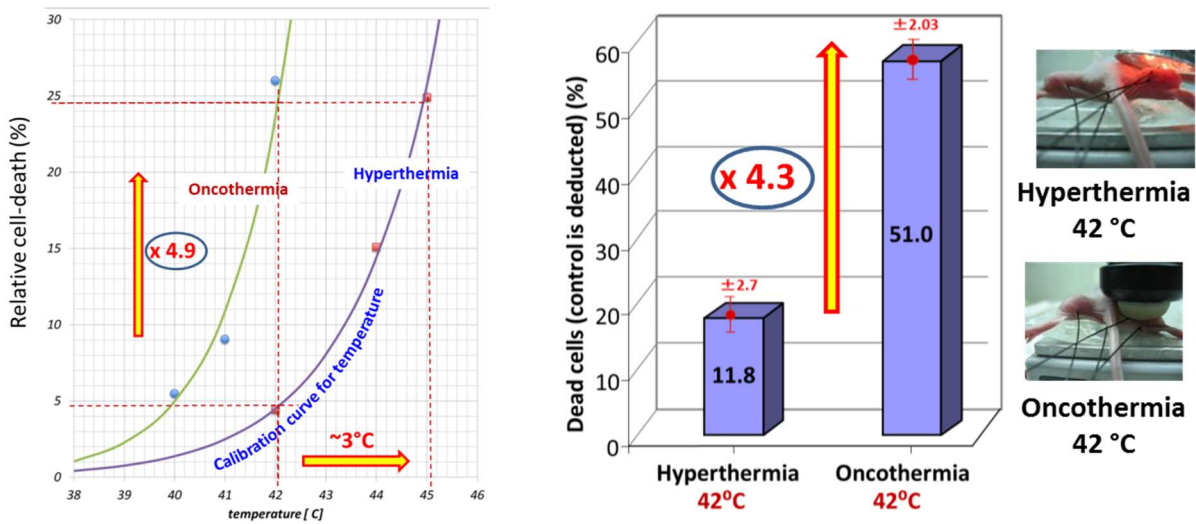 Relative cell-death (%)
30
25
20
15
10
5
0
38
39
40
41
42
43
44
45
46
temperature [ C]
Oncothermia
Hyperthermia
x 4.9
Calibration curve for temperature
~3°C
Dead cells (control is deducted) (%)
60
50
40
30
20
10
0
±2.7
11.8
x 4.3
±2.03
51.0
Hyperthermia
42°C
Oncothermia
42°C
Hyperthermia
42 °C
Oncothermia
42 °C